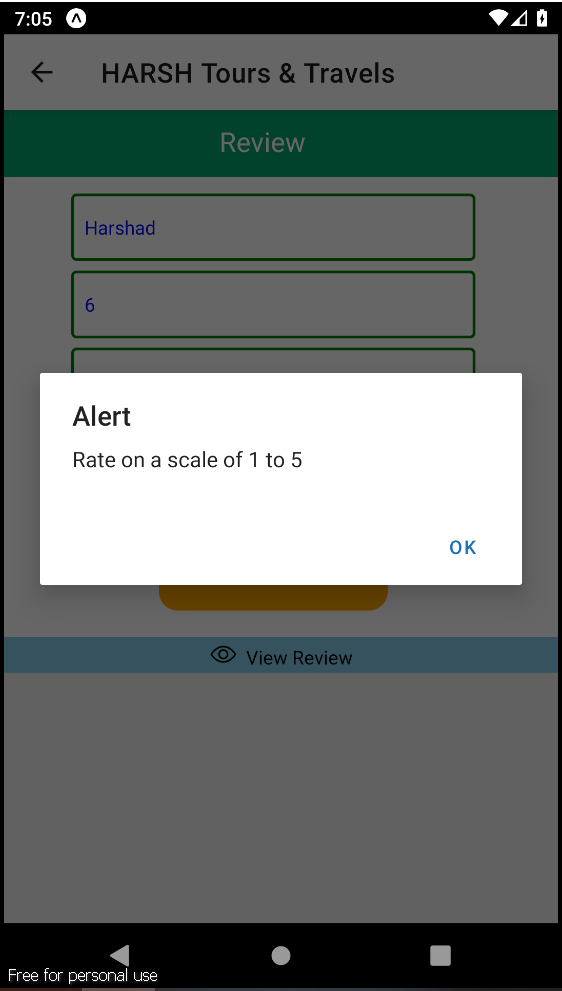 7:05
HARSH Tours & Travels
Review
Harshad
6
Alert
Rate on a scale of 1 to 5
OK
View Review
Free for personal use